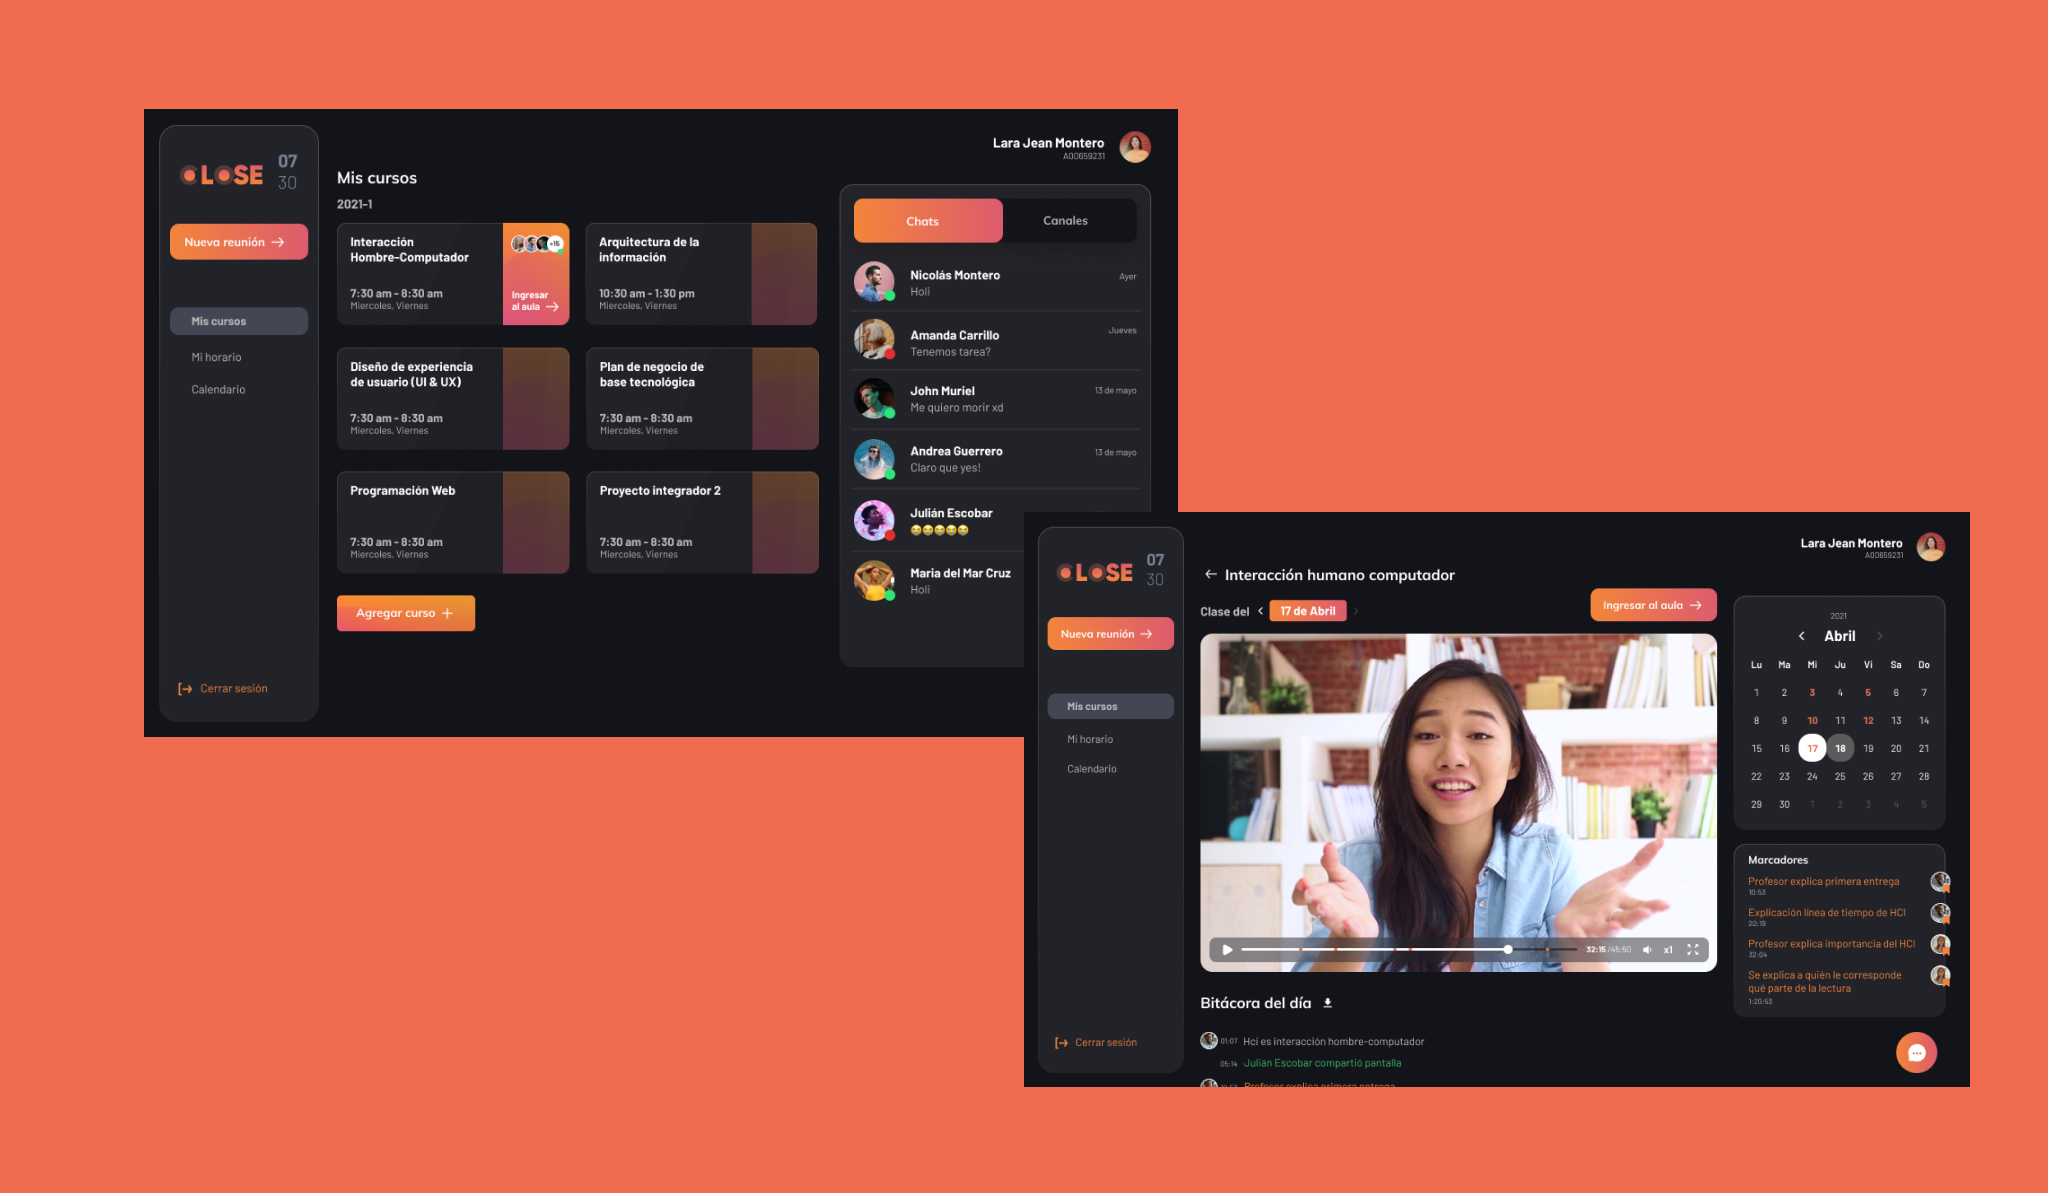 CLOSE
07
30
Nueva reunión
Mis cursos
Mi horario
Calendario
Cerrar sesión
Mis cursos
2021-1
Interacción
Hombre-Computador
7:30 am - 8:30 am
Miercoles, Viernes
+15
Ingresar
al aula
Arquitectura de la
información
10:30 am - 1:30 pm
Miercoles, Viernes
Diseño de experiencia
de usuario (UI & UX)
7:30 am - 8:30 am
Miercoles, Viernes
Plan de negocio de
base tecnológica
7:30 am - 8:30 am
Miercoles, Viernes
Programación Web
7:30 am - 8:30 am
Miercoles, Viernes
Proyecto integrador 2
7:30 am - 8:30 am
Miercoles, Viernes
Agregar curso +
Lara Jean Montero
A00659231
Chats
Canales
Nicolás Montero
Ayer
Holi
Amanda Carrillo
Jueves
Tenemos tarea?
John Muriel
13 de mayo
Me quiero morir xd
Andrea Guerrero
13 de mayo
Claro que yes!
Julián Escobar
😂😂😂😂😂
Maria del Mar Cruz
Holi
CLOSE
07
30
Nueva reunión
Mis cursos
Mi horario
Calendario
Cerrar sesión
Lara Jean Montero
A00659231
Interacción humano computador
Clase del
17 de Abril
Ingresar al aula
32:15 /45:50
x1
Bitácora del día
01:07 Hci es interacción hombre-computador
05:14 Julián Escobar compartió pantalla
10:53 Profesor explica primera entrega
2021
Abril
Lu Ma Mi Ju Vi Sa Do
1 2 3 4 5 6 7
8 9 10 11 12 13 14
15 16 17 18 19 20 21
22 23 24 25 26 27 28
29 30 1 2 3 4 5
Marcadores
Profesor explica primera entrega
10:53
Explicación línea de tiempo de HCI
20:19
Profesor explica importancia del HCI
32:04
Se explica a quién le corresponde
qué parte de la lectura
1:20:53